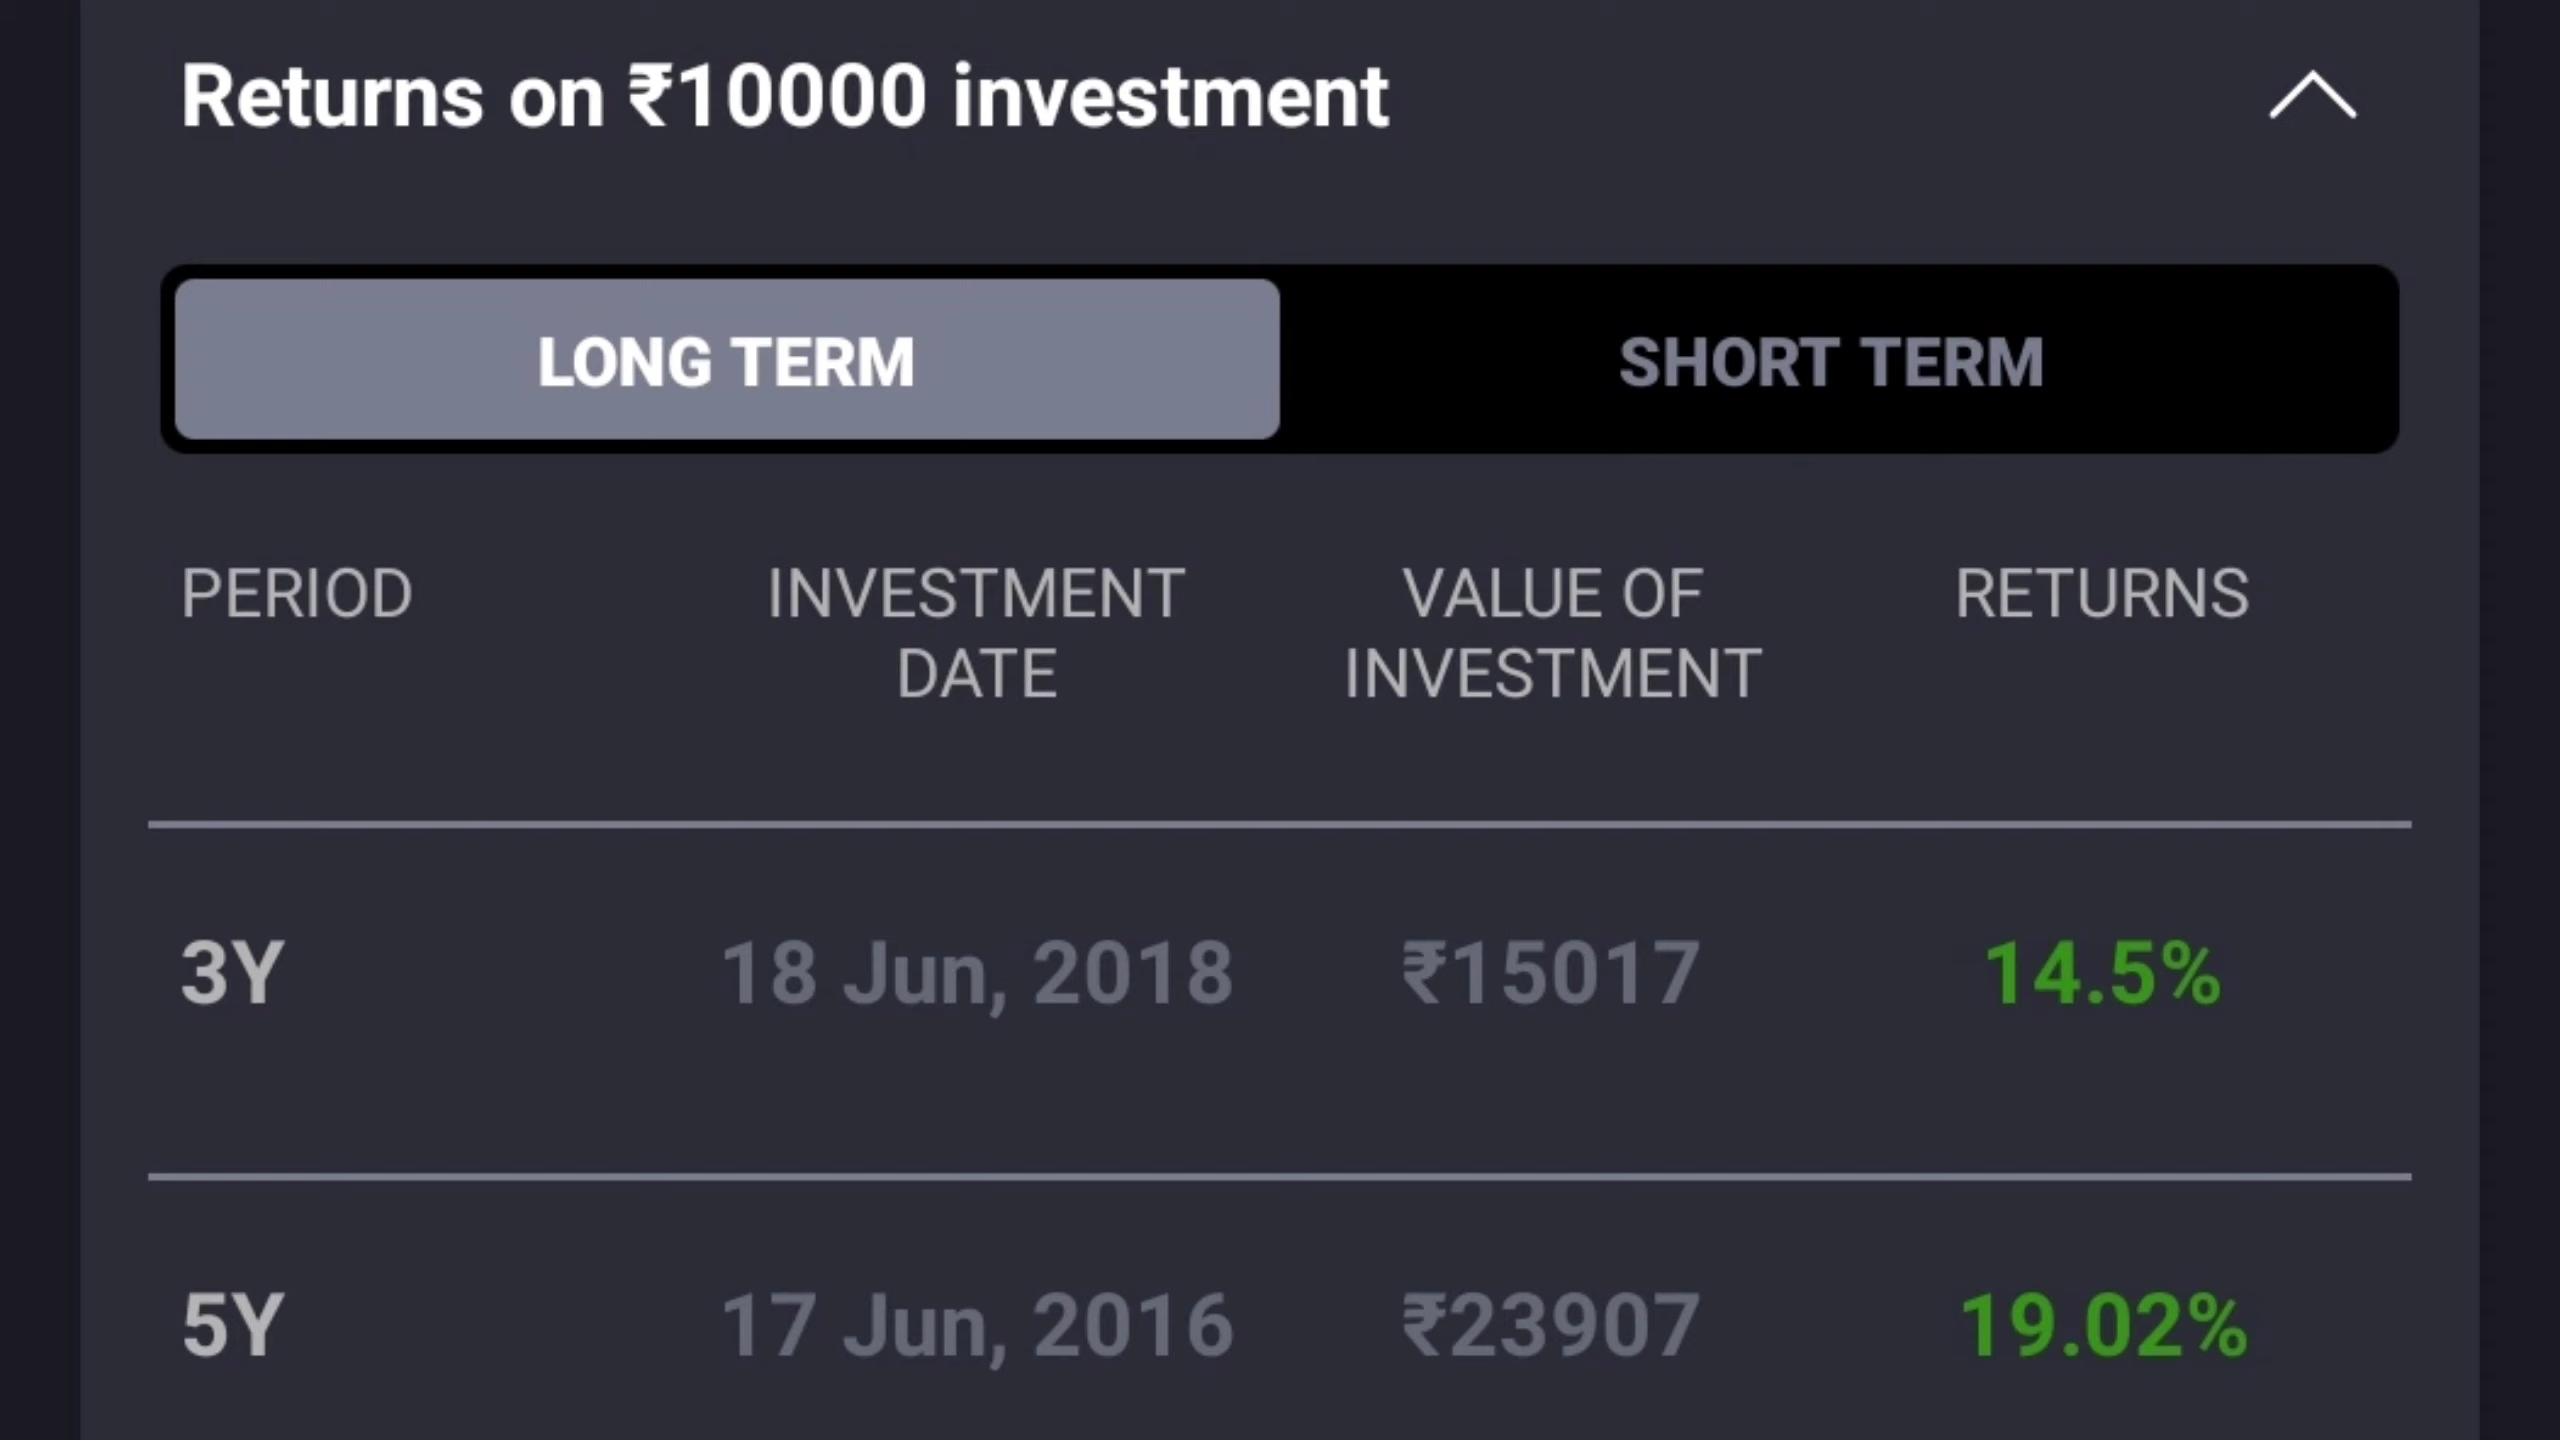 Returns on ₹10000 investment
LONG TERM SHORT TERM
PERIOD INVESTMENT DATE VALUE OF INVESTMENT RETURNS
3Y 18 Jun, 2018 ₹15017 14.5%
5Y 17 Jun, 2016 ₹23907 19.02%